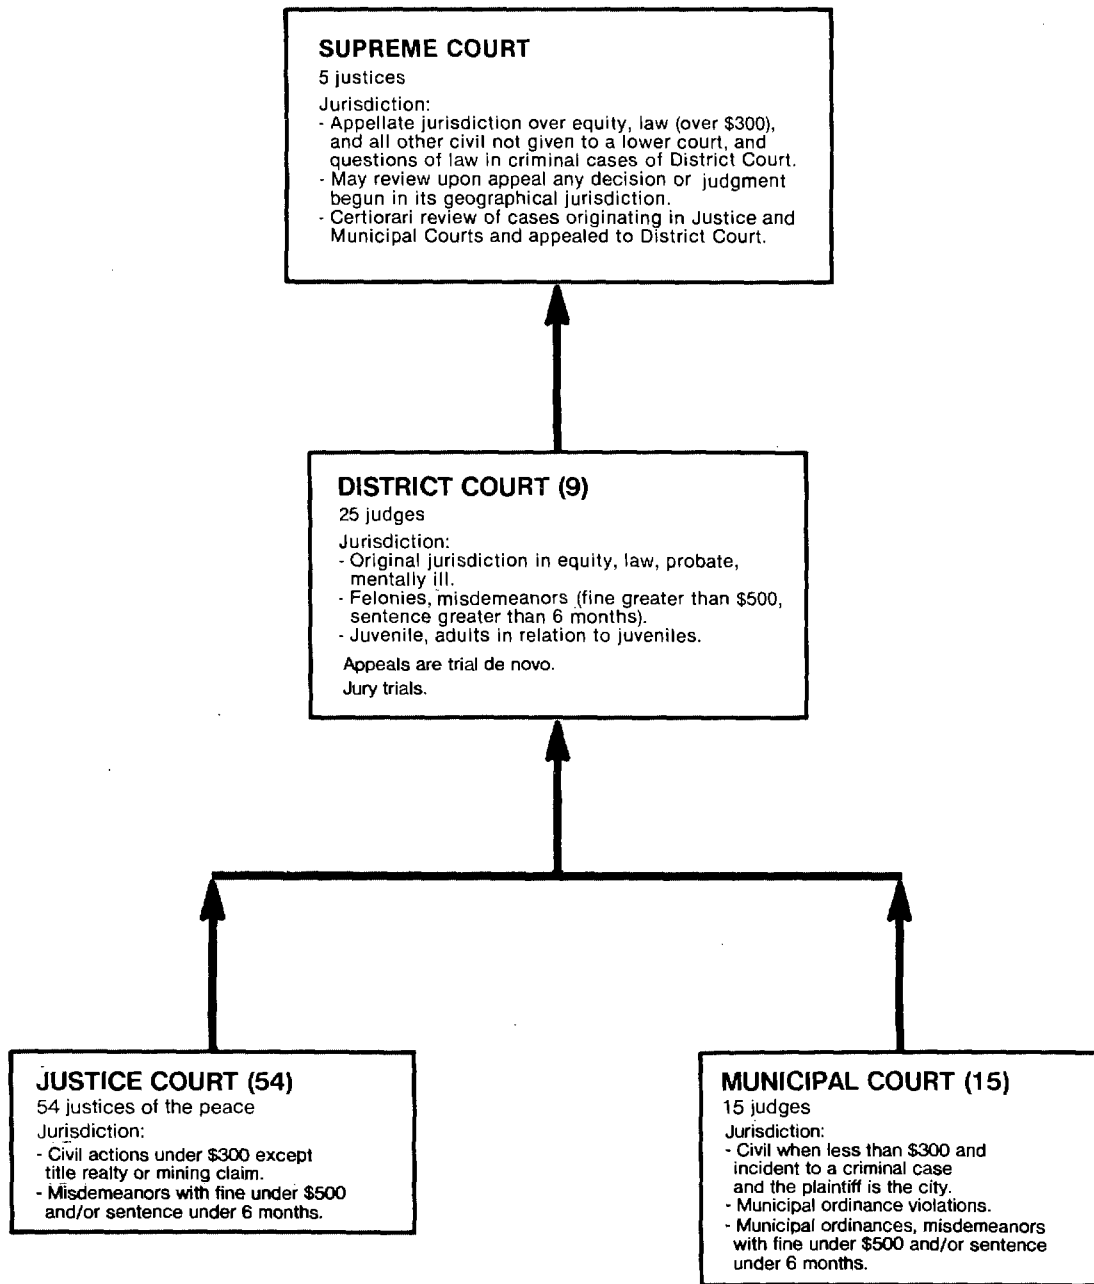 SUPREME COURT
5 justices
Jurisdiction:
- Appellate jurisdiction over equity, law (over $300),
and all other civil not given to a lower court, and
questions of law in criminal cases of District Court.
- May review upon appeal any decision or judgment
begun in its geographical jurisdiction.
- Certiorari review of cases originating in Justice and
Municipal Courts and appealed to District Court.
DISTRICT COURT (9)
25 judges
Jurisdiction:
- Original jurisdiction in equity, law, probate,
mentally ill.
- Felonies, misdemeanors (fine greater than $500,
sentence greater than 6 months).
- Juvenile, adults in relation to juveniles.
Appeals are trial de novo.
Jury trials.
JUSTICE COURT (54)
54 justices of the peace
Jurisdiction:
- Civil actions under $300 except
title realty or mining claim.
- Misdemeanors with fine under $500
and/or sentence under 6 months.
MUNICIPAL COURT (15)
15 judges
Jurisdiction:
- Civil when less than $300 and
incident to a criminal case
and the plaintiff is the city.
- Municipal ordinance violations.
- Municipal ordinances, misdemeanors
with fine under $500 and/or sentence
under 6 months.